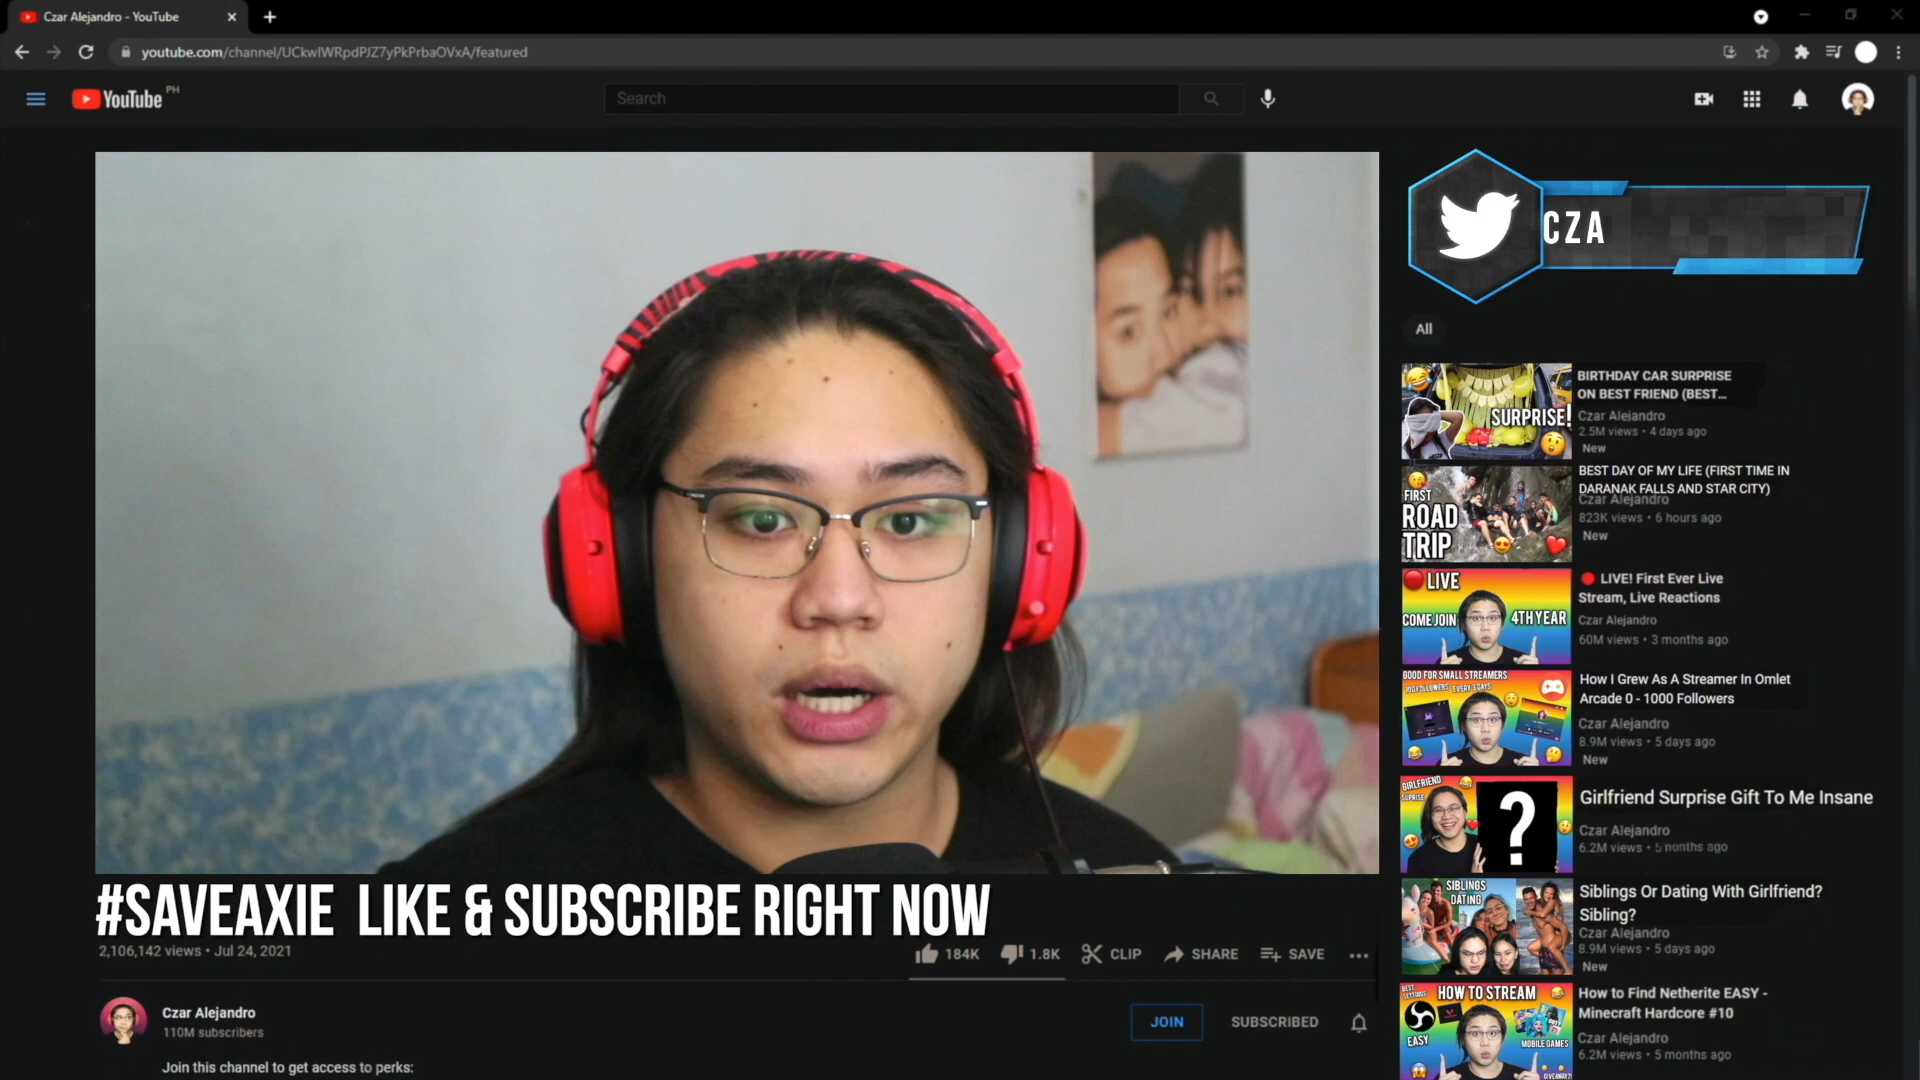 Czar Alejandro - YouTube
youtube.com/channel/UCkwIWRpdPJZ7yPkPrbaOVxA/featured
YouTube PH
Search
CZA
All
SURPRISE!
BIRTHDAY CAR SURPRISE
ON BEST FRIEND (BEST...
Czar Alejandro
2.5M views • 4 days ago
New
FIRST
ROAD
TRIP
BEST DAY OF MY LIFE (FIRST TIME IN
DARANAK FALLS AND STAR CITY)
Czar Alejandro
823K views • 6 hours ago
New
LIVE
COME JOIN
4TH YEAR
LIVE! First Ever Live
Stream, Live Reactions
Czar Alejandro
60M views • 3 months ago
GOOD FOR SMALL STREAMERS
100 FOLLOWERS EVERY 3 DAYS
How I Grew As A Streamer In Omlet
Arcade 0 - 1000 Followers
Czar Alejandro
8.9M views • 5 days ago
New
GIRLFRIEND
SUPRISE
?
Girlfriend Surprise Gift To Me Insane
Czar Alejandro
6.2M views • 5 months ago
SIBLINGS
DATING
Siblings Or Dating With Girlfriend?
Sibling?
Czar Alejandro
8.9M views • 5 days ago
New
BEST
SETTINGS
HOW TO STREAM
EASY
MOBILE GAMES
How to Find Netherite EASY -
Minecraft Hardcore #10
Czar Alejandro
6.2M views • 5 months ago
#SAVEAXIE LIKE & SUBSCRIBE RIGHT NOW
2,106,142 views • Jul 24, 2021
184K
1.8K
CLIP
SHARE
SAVE
Czar Alejandro
110M subscribers
JOIN
SUBSCRIBED
Join this channel to get access to perks: